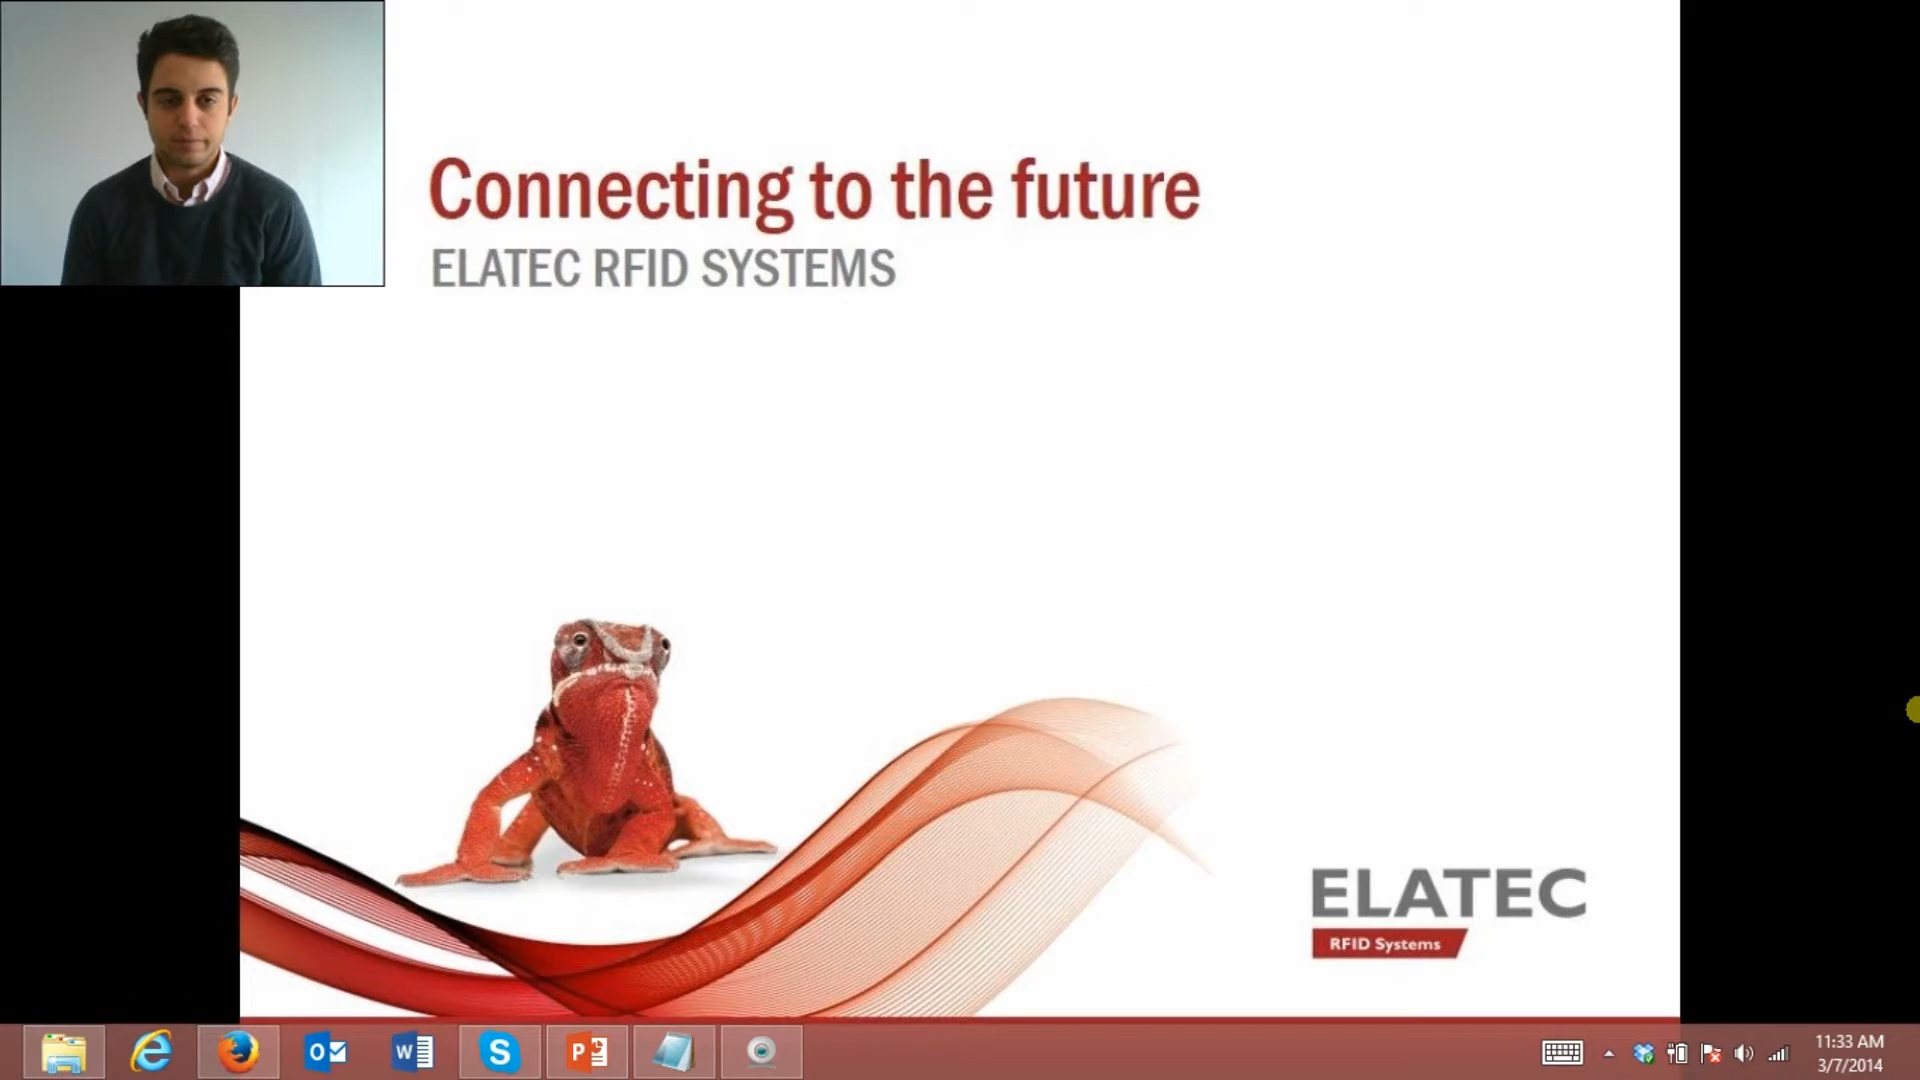 Connecting to the future
ELATEC RFID SYSTEMS
ELATEC
RFID Systems
11:33 AM
3/7/2014